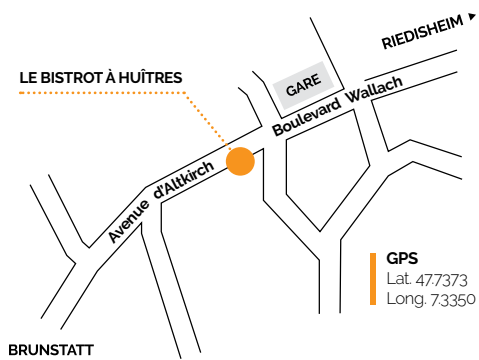 RIEDISHEIM
LE BISTROT À HUÎTRES
GARE
Boulevard Wallach
Avenue d'Altkirch
GPS
Lat. 47.7373
Long. 7.3350
BRUNSTATT